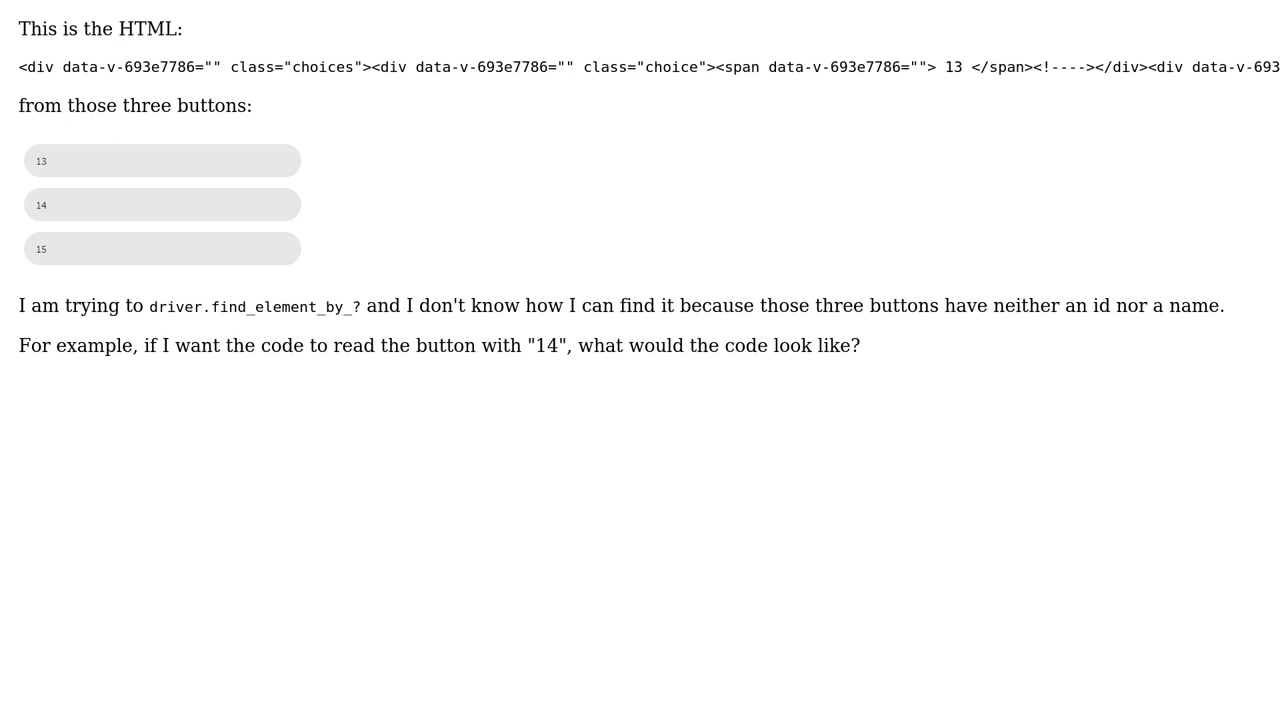 This is the HTML:
<div data-v-693e7786="" class="choices"><div data-v-693e7786="" class="choice"><span data-v-693e7786=""> 13 </span><!----></div><div data-v-693
from those three buttons:
13
14
15
I am trying to driver.find_element_by_? and I don't know how I can find it because those three buttons have neither an id nor a name.
For example, if I want the code to read the button with "14", what would the code look like?